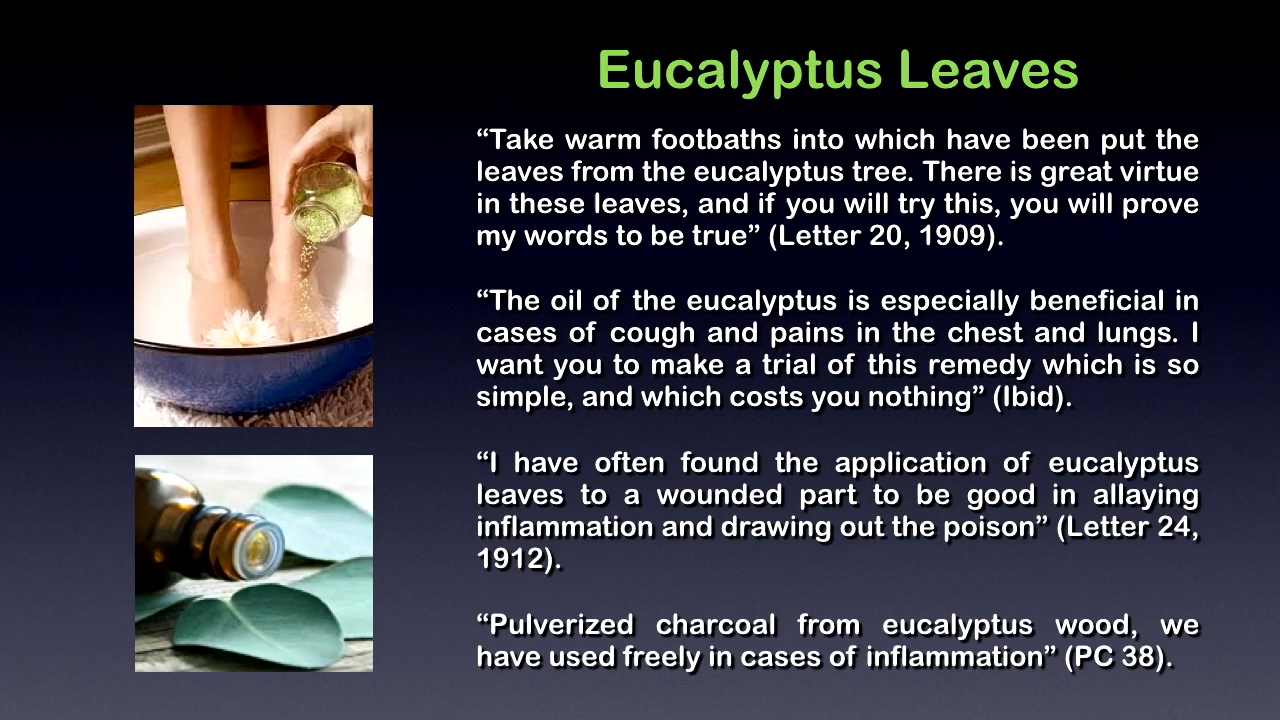 Eucalyptus Leaves
“Take warm footbaths into which have been put the
leaves from the eucalyptus tree. There is great virtue
in these leaves, and if you will try this, you will prove
my words to be true” (Letter 20, 1909).
“The oil of the eucalyptus is especially beneficial in
cases of cough and pains in the chest and lungs. I
want you to make a trial of this remedy which is so
simple, and which costs you nothing” (Ibid).
“I have often found the application of eucalyptus
leaves to a wounded part to be good in allaying
inflammation and drawing out the poison” (Letter 24,
1912).
“Pulverized charcoal from eucalyptus wood, we
have used freely in cases of inflammation” (PC 38).